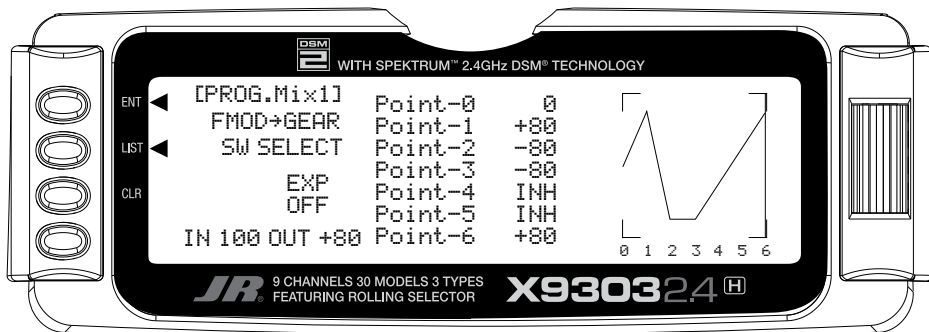 DSM
2
WITH SPEKTRUM™ 2.4GHz DSM® TECHNOLOGY
ENT
LIST
CLR
[PROG.Mix1]
FMOD→GEAR
SW SELECT
EXP
OFF
IN 100 OUT +80
Point-0 0
Point-1 +80
Point-2 -80
Point-3 -80
Point-4 INH
Point-5 INH
Point-6 +80
0 1 2 3 4 5 6
JR®
9 CHANNELS 30 MODELS 3 TYPES
FEATURING ROLLING SELECTOR
X9303 2.4 H